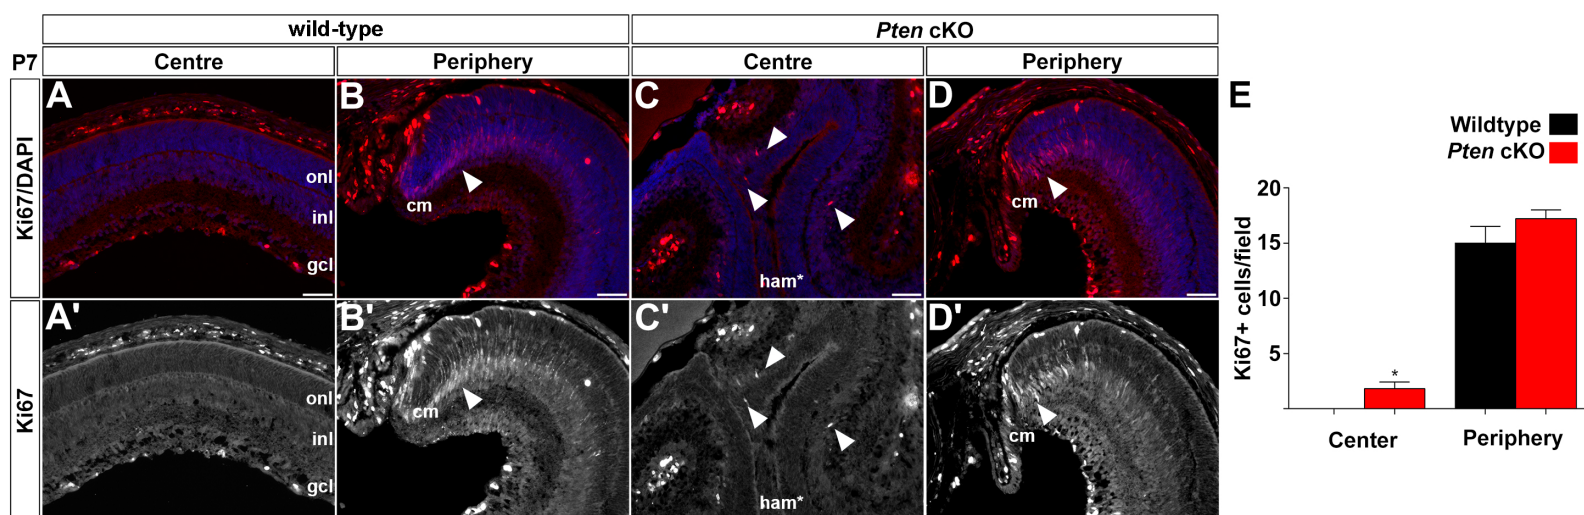 wild-type
Pten cKO
P7
Centre
Periphery
Centre
Periphery
Ki67/DAPI
A
onl
inl
gcl
B
cm
C
ham*
D
cm
Ki67
A'
onl
inl
gcl
B'
cm
C'
ham*
D'
cm
E
Wildtype
Pten cKO
Ki67+ cells/field
20
15
10
5
*
Center
Periphery